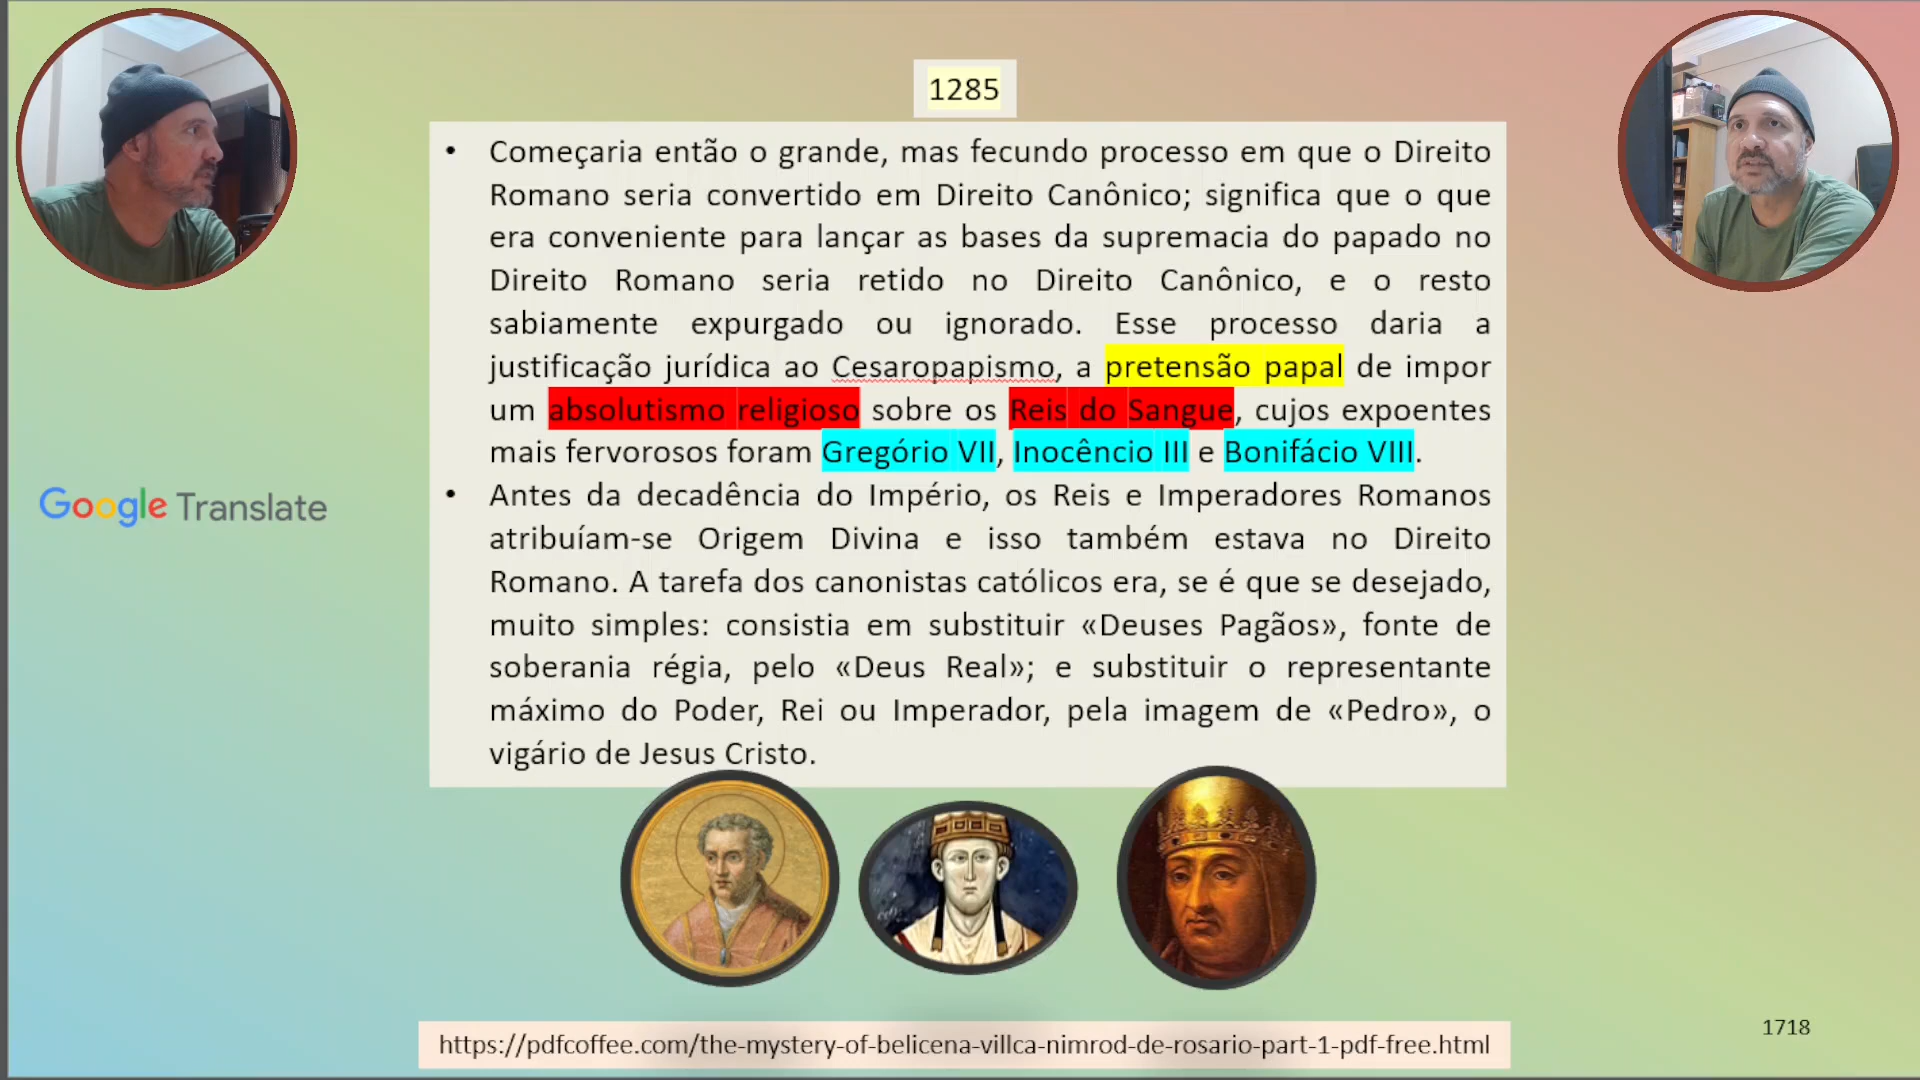 1285
• Começaria então o grande, mas fecundo processo em que o Direito
Romano seria convertido em Direito Canônico; significa que o que
era conveniente para lançar as bases da supremacia do papado no
Direito Romano seria retido no Direito Canônico, e o resto
sabiamente expurgado ou ignorado. Esse processo daria a
justificação jurídica ao Cesaropapismo, a pretensão papal de impor
um absolutismo religioso sobre os Reis do Sangue, cujos expoentes
mais fervorosos foram Gregório VII, Inocêncio III e Bonifácio VIII.
• Antes da decadência do Império, os Reis e Imperadores Romanos
atribuíam-se Origem Divina e isso também estava no Direito
Romano. A tarefa dos canonistas católicos era, se é que se desejado,
muito simples: consistia em substituir «Deuses Pagãos», fonte de
soberania régia, pelo «Deus Real»; e substituir o representante
máximo do Poder, Rei ou Imperador, pela imagem de «Pedro», o
vigário de Jesus Cristo.
Google Translate
https://pdfcoffee.com/the-mystery-of-belicena-villca-nimrod-de-rosario-part-1-pdf-free.html
1718